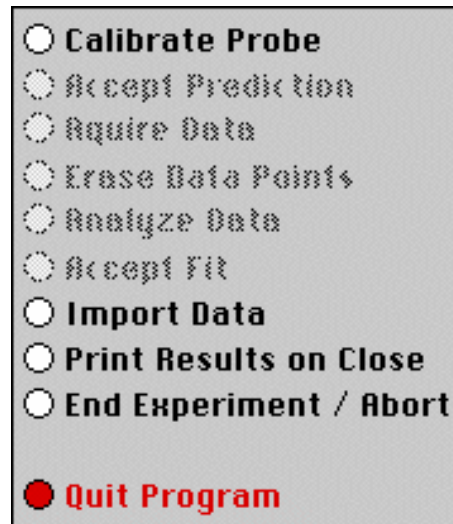 Calibrate Probe
Accept Prediction
Aquire Data
Erase Data Points
Analyze Data
Accept Fit
Import Data
Print Results on Close
End Experiment / Abort
Quit Program